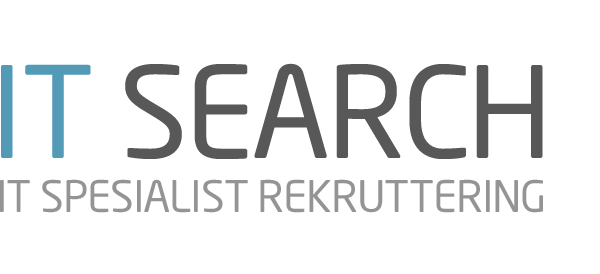 IT SEARCH
IT SPESIALIST REKRUTTERING